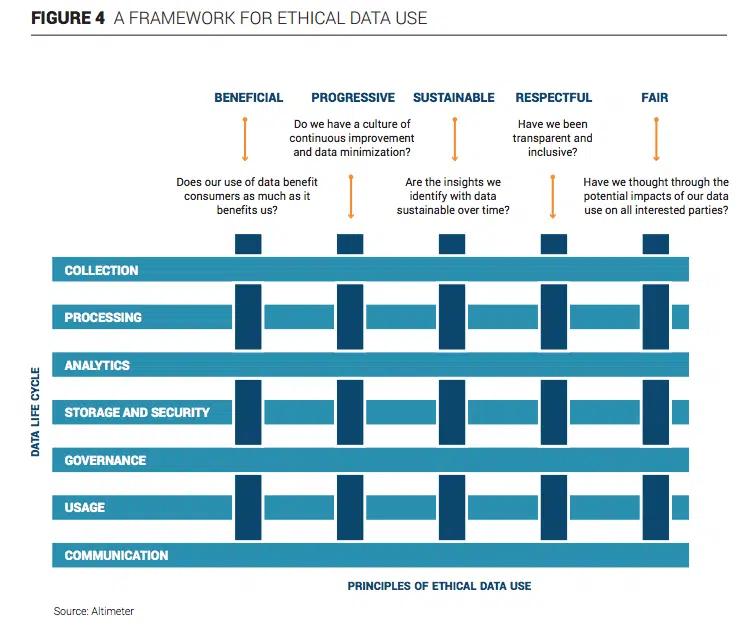 FIGURE 4 A FRAMEWORK FOR ETHICAL DATA USE
BENEFICIAL PROGRESSIVE SUSTAINABLE RESPECTFUL FAIR
Do we have a culture of
continuous improvement
and data minimization?
Have we been
transparent and
inclusive?
Does our use of data benefit
consumers as much as it
benefits us?
Are the insights we
identify with data
sustainable over time?
Have we thought through the
potential impacts of our data
use on all interested parties?
DATA LIFE CYCLE
COLLECTION
PROCESSING
ANALYTICS
STORAGE AND SECURITY
GOVERNANCE
USAGE
COMMUNICATION
PRINCIPLES OF ETHICAL DATA USE
Source: Altimeter